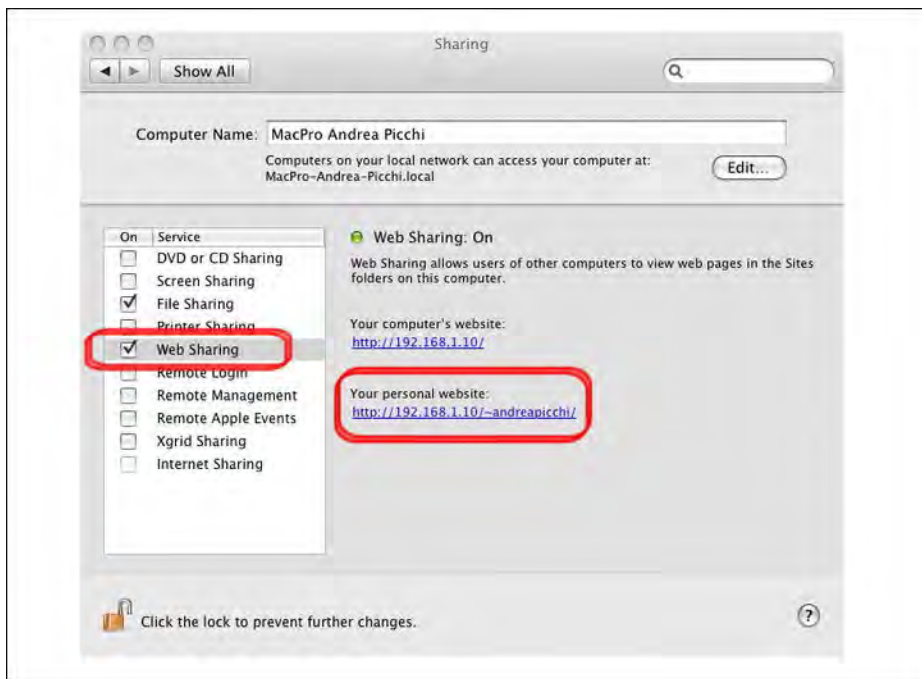 Sharing
Show All
Computer Name: MacPro Andrea Picchi
Computers on your local network can access your computer at:
MacPro-Andrea-Picchi.local
Edit...
On Service
DVD or CD Sharing
Screen Sharing
File Sharing
Printer Sharing
Web Sharing
Remote Login
Remote Management
Remote Apple Events
Xgrid Sharing
Internet Sharing
Web Sharing: On
Web Sharing allows users of other computers to view web pages in the Sites
folders on this computer.
Your computer's website:
http://192.168.1.10/
Your personal website:
http://192.168.1.10/~andreapicchi/
Click the lock to prevent further changes.
?